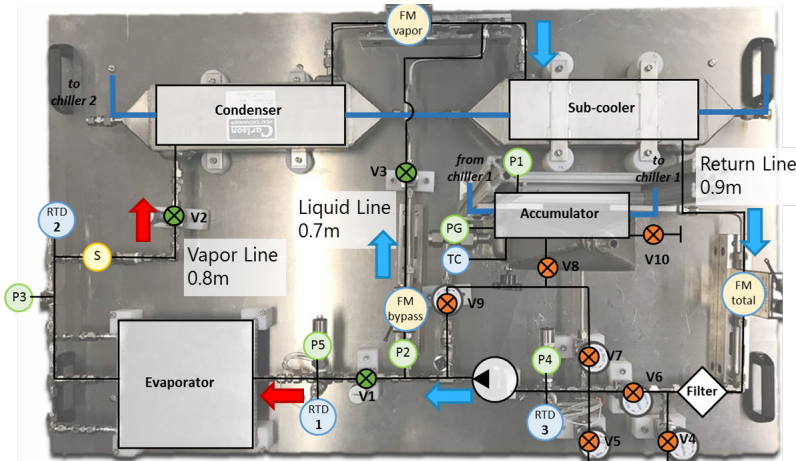 FM
vapor
to
chiller 2
Condenser
Sub-cooler
V3
from
chiller 1
P1
to
chiller 1
Return Line
0.9m
RTD
2
V2
Liquid Line
0.7m
Accumulator
PG
S
Vapor Line
0.8m
TC
V8
V10
P3
FM
bypass
V9
FM
total
P5
P2
P4
V7
Evaporator
V1
V6
Filter
RTD
1
RTD
3
V5
V4